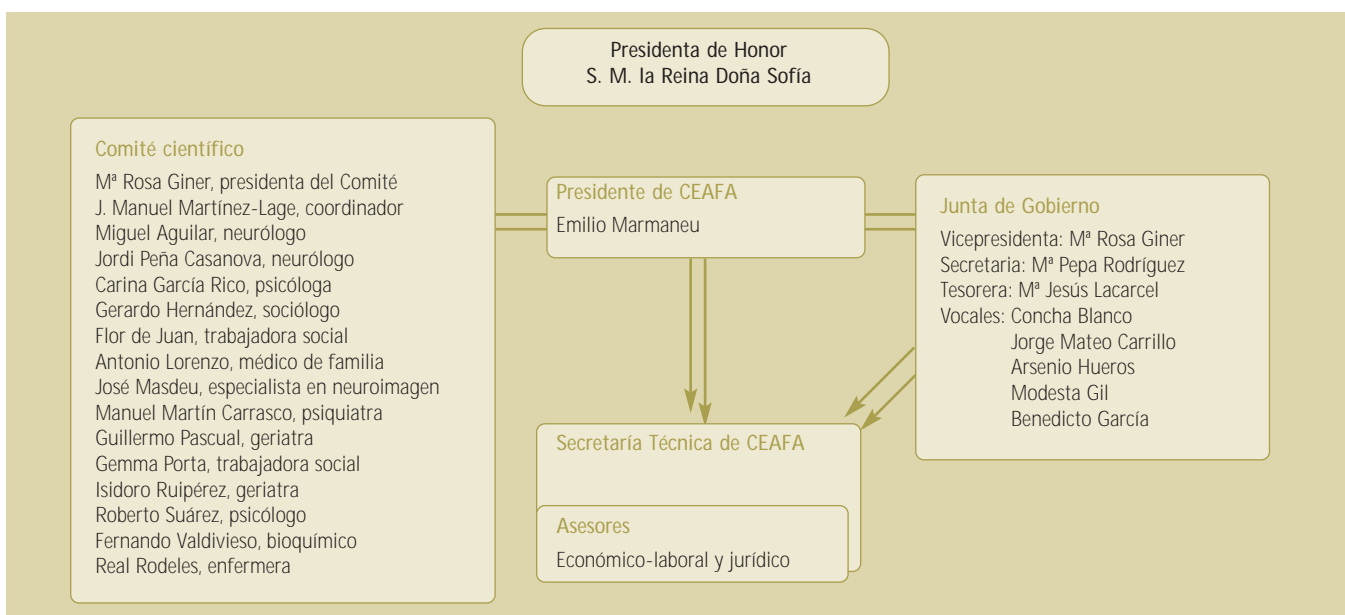 Presidenta de Honor
S. M. la Reina Doña Sofía
Comité científico
Mª Rosa Giner, presidenta del Comité
J. Manuel Martínez-Lage, coordinador
Miguel Aguilar, neurólogo
Jordi Peña Casanova, neurólogo
Carina García Rico, psicóloga
Gerardo Hernández, sociólogo
Flor de Juan, trabajadora social
Antonio Lorenzo, médico de familia
José Masdeu, especialista en neuroimagen
Manuel Martín Carrasco, psiquiatra
Guillermo Pascual, geriatra
Gemma Porta, trabajadora social
Isidoro Ruipérez, geriatra
Roberto Suárez, psicólogo
Fernando Valdivieso, bioquímico
Real Rodeles, enfermera
Presidente de CEAFA
Emilio Marmaneu
Junta de Gobierno
Vicepresidenta: Mª Rosa Giner
Secretaria: Mª Pepa Rodríguez
Tesorera: Mª Jesús Lacarcel
Vocales: Concha Blanco
Jorge Mateo Carrillo
Arsenio Hueros
Modesta Gil
Benedicto García
Secretaría Técnica de CEAFA
Asesores
Económico-laboral y jurídico